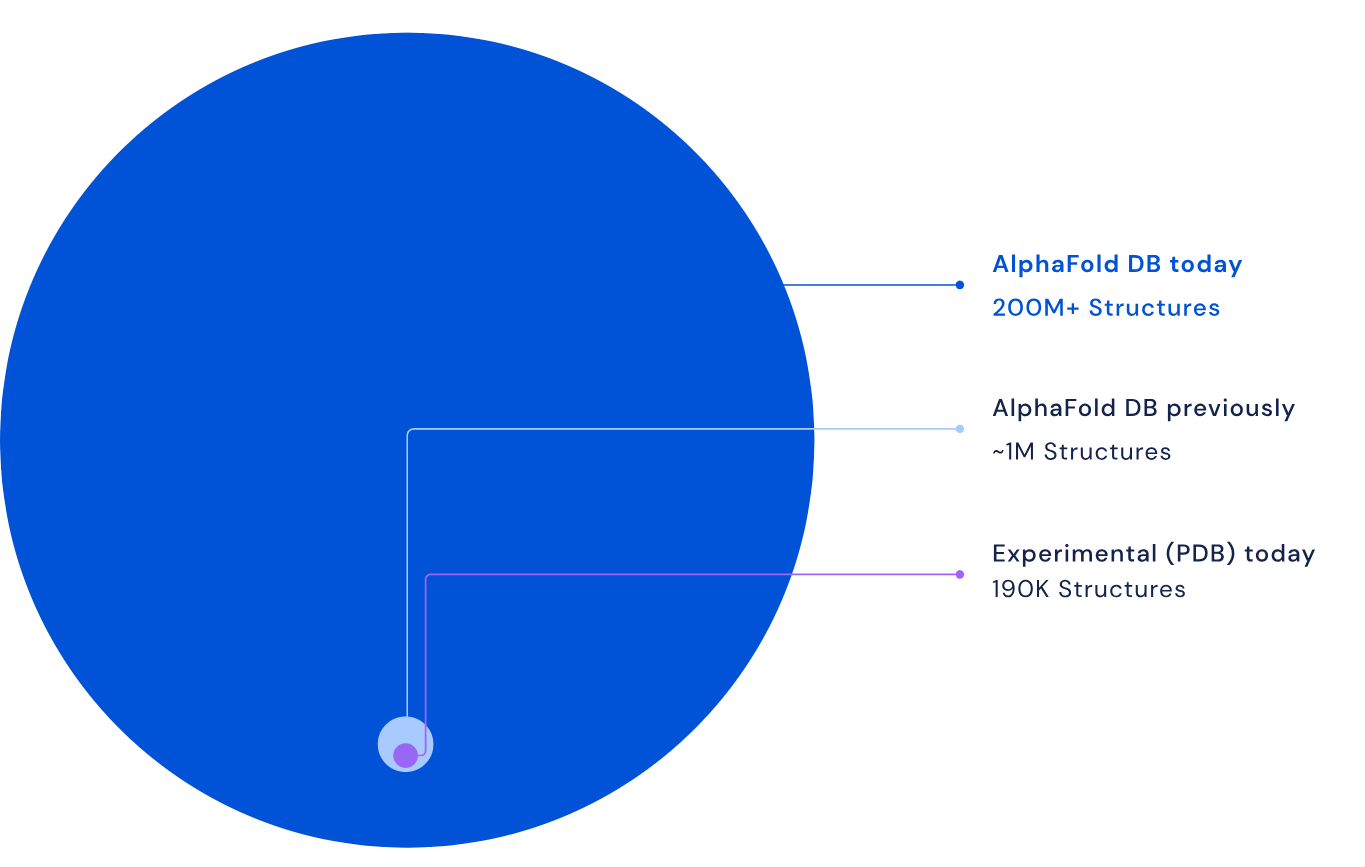 AlphaFold DB today
200M+ Structures
AlphaFold DB previously
~1M Structures
Experimental (PDB) today
190K Structures